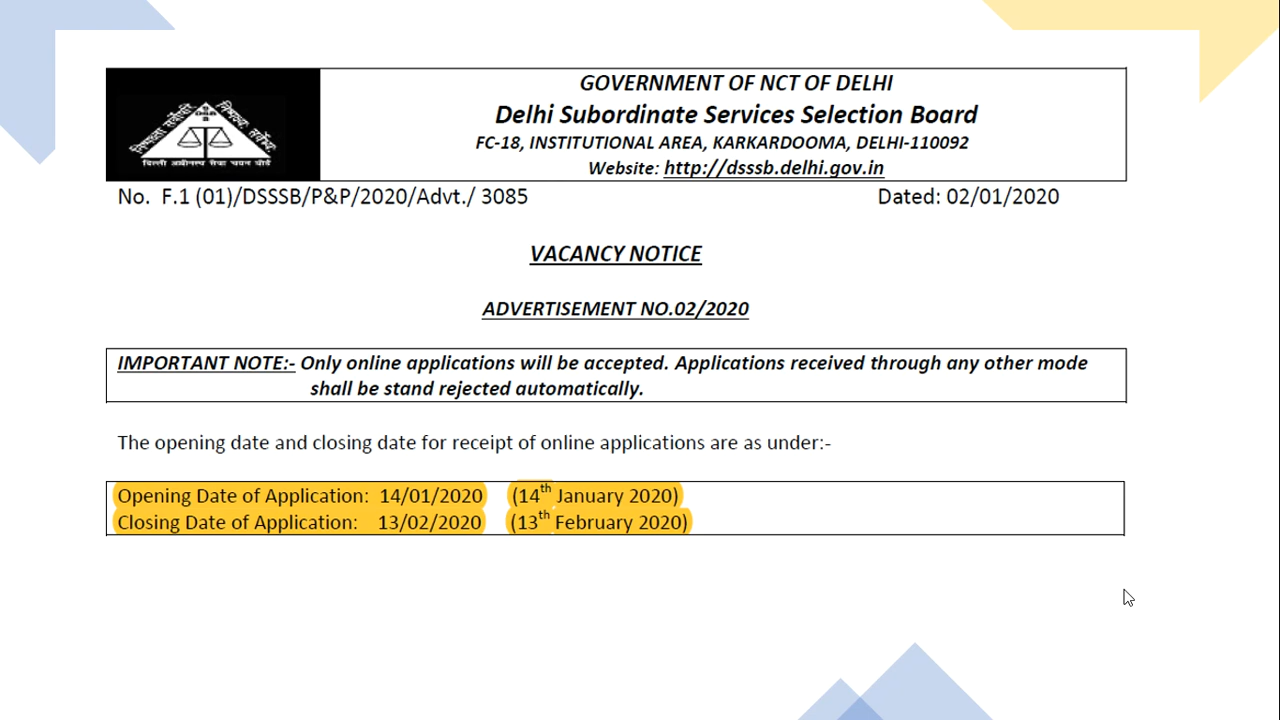 GOVERNMENT OF NCT OF DELHI
Delhi Subordinate Services Selection Board
FC-18, INSTITUTIONAL AREA, KARKARDOOMA, DELHI-110092
Website: http://dsssb.delhi.gov.in
दिल्ली अधीनस्थ सेवा चयन बोर्ड
No. F.1 (01)/DSSSB/P&P/2020/Advt./ 3085 Dated: 02/01/2020
VACANCY NOTICE
ADVERTISEMENT NO.02/2020
IMPORTANT NOTE:- Only online applications will be accepted. Applications received through any other mode
shall be stand rejected automatically.
The opening date and closing date for receipt of online applications are as under:-
Opening Date of Application: 14/01/2020 (14th January 2020)
Closing Date of Application: 13/02/2020 (13th February 2020)